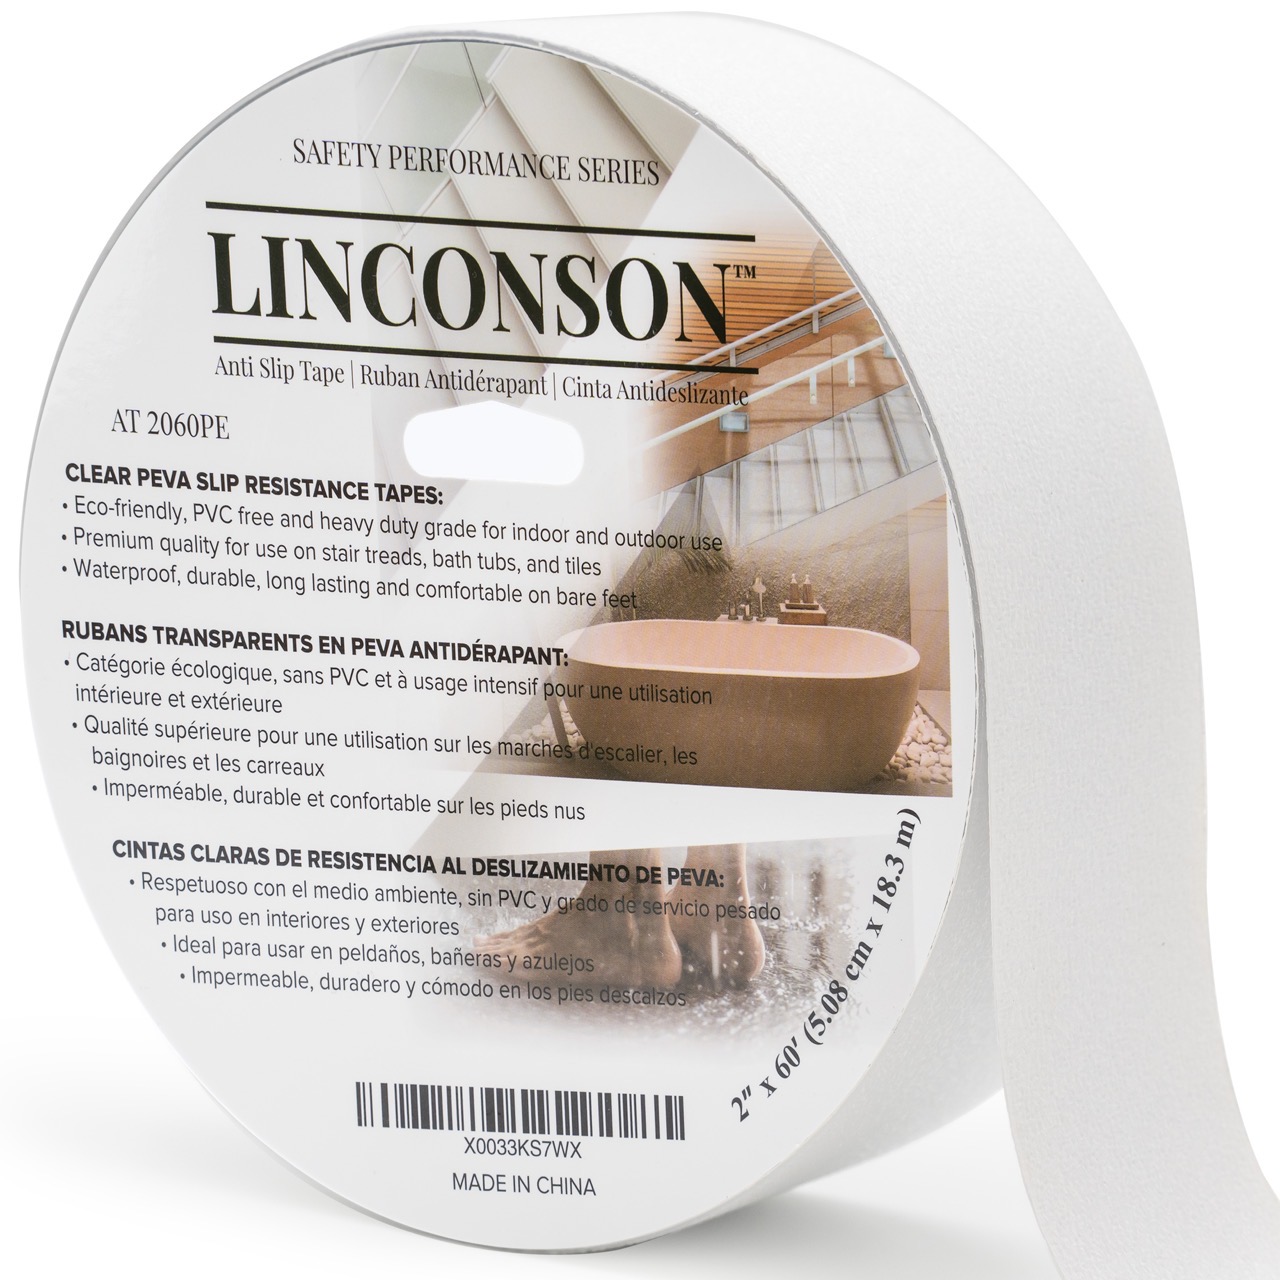 SAFETY PERFORMANCE SERIES
LINCONSON™
Anti Slip Tape | Ruban Antidérapant | Cinta Antideslizante
AT 2060PE
CLEAR PEVA SLIP RESISTANCE TAPES:
• Eco-friendly, PVC free and heavy duty grade for indoor and outdoor use
• Premium quality for use on stair treads, bath tubs, and tiles
• Waterproof, durable, long lasting and comfortable on bare feet
RUBANS TRANSPARENTS EN PEVA ANTIDÉRAPANT:
• Catégorie écologique, sans PVC et à usage intensif pour une utilisation
intérieure et extérieure
• Qualité supérieure pour une utilisation sur les marches d'escalier, les
baignoires et les carreaux
• Imperméable, durable et confortable sur les pieds nus
CINTAS CLARAS DE RESISTENCIA AL DESLIZAMIENTO DE PEVA:
• Respetuoso con el medio ambiente, sin PVC y grado de servicio pesado
para uso en interiores y exteriores
• Ideal para usar en peldaños, bañeras y azulejos
• Impermeable, duradero y cómodo en los pies descalzos
2" x 60' (5.08 cm x 18.3 m)
X0033KS7WX
MADE IN CHINA